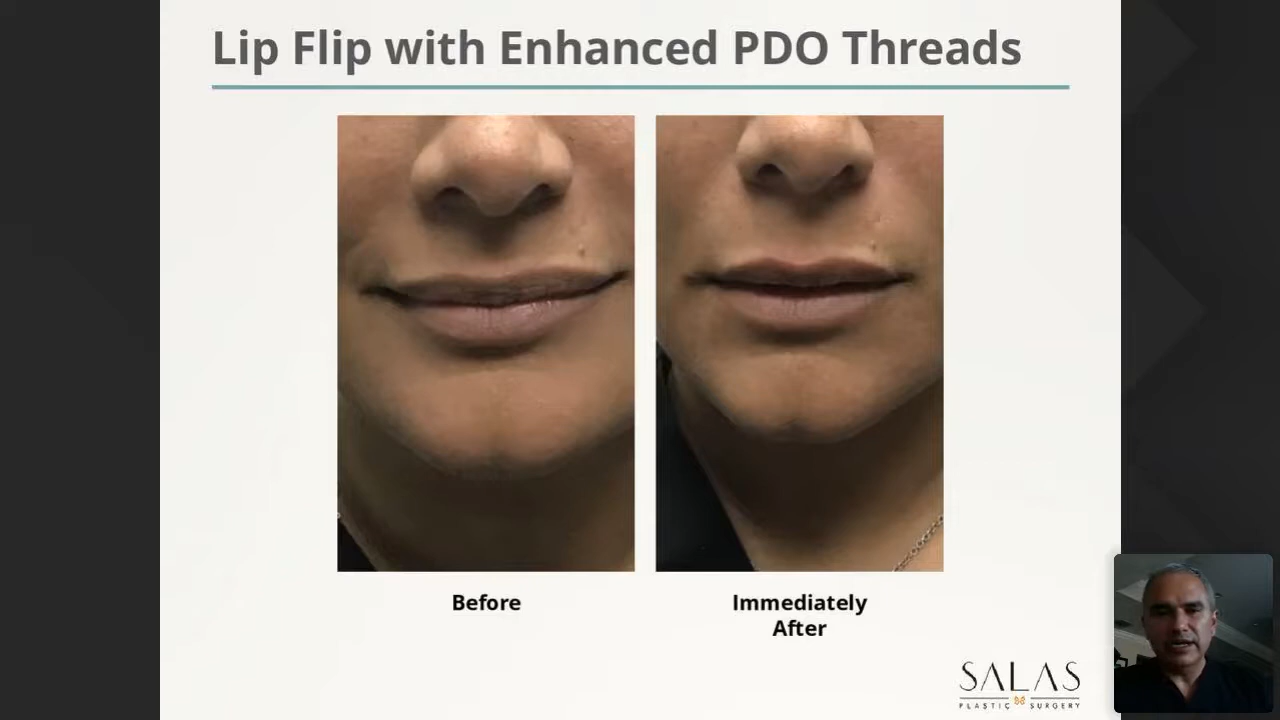 Lip Flip with Enhanced PDO Threads
Before
Immediately
After
SALAS
PLASTIC SURGERY